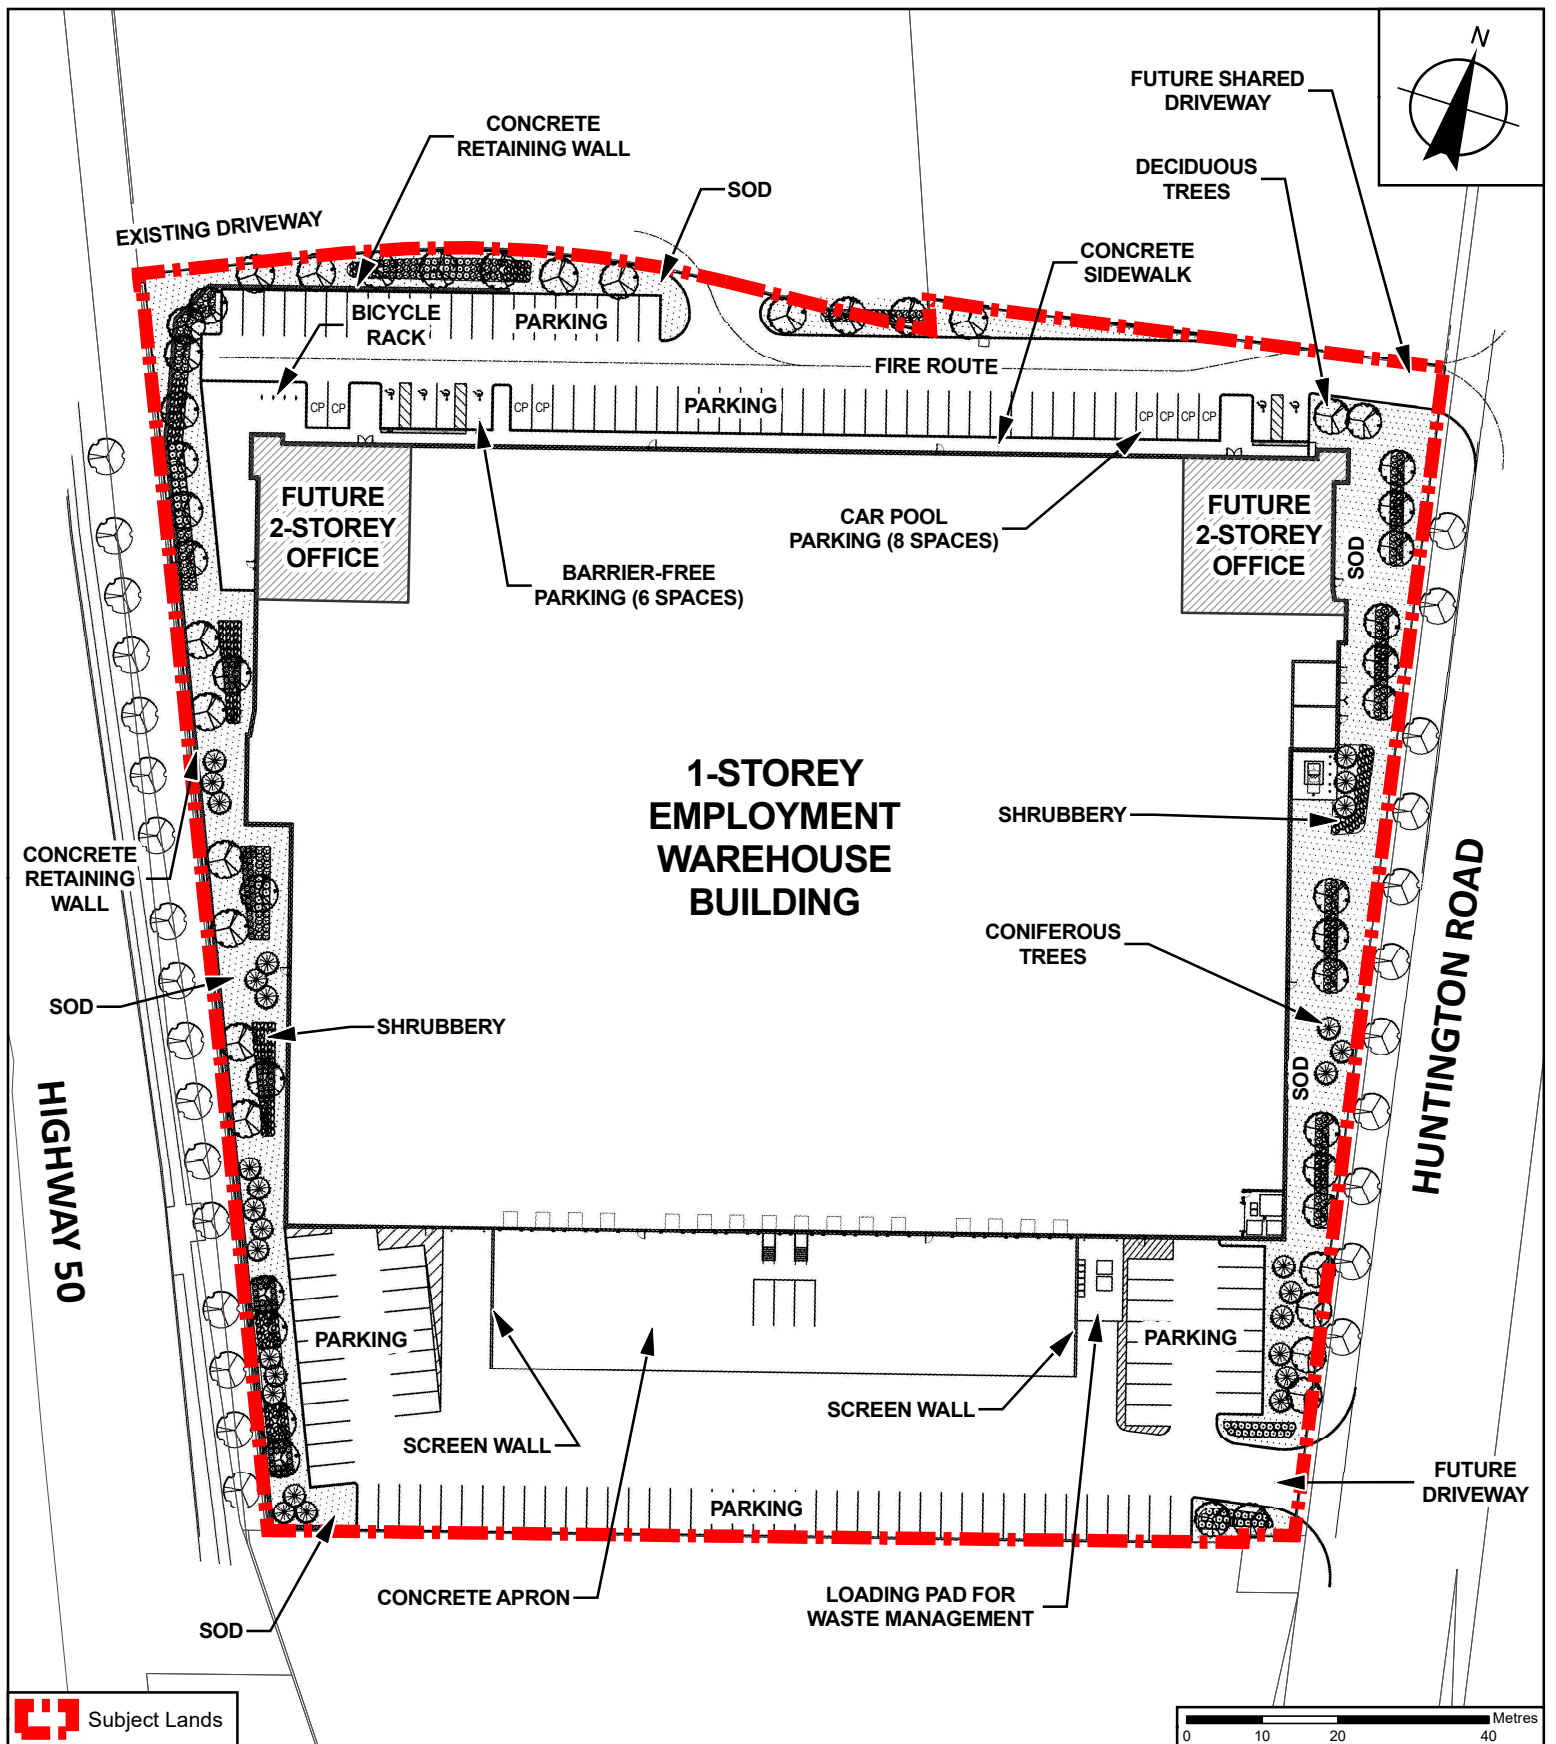 N
FUTURE SHARED
DRIVEWAY
CONCRETE
RETAINING WALL
DECIDUOUS
TREES
SOD
EXISTING DRIVEWAY
CONCRETE
SIDEWALK
BICYCLE
RACK
PARKING
FIRE ROUTE
CP CP
CP CP
PARKING
CP CP CP CP
FUTURE
2-STOREY
OFFICE
FUTURE
2-STOREY
OFFICE
CAR POOL
PARKING (8 SPACES)
SOD
BARRIER-FREE
PARKING (6 SPACES)
1-STOREY
EMPLOYMENT
WAREHOUSE
BUILDING
SHRUBBERY
CONCRETE
RETAINING
WALL
HUNTINGTON ROAD
CONIFEROUS
TREES
SOD
SHRUBBERY
SOD
HIGHWAY 50
PARKING
PARKING
SCREEN WALL
SCREEN WALL
FUTURE
DRIVEWAY
PARKING
CONCRETE APRON
LOADING PAD FOR
WASTE MANAGEMENT
SOD
Subject Lands
Metres
0 10 20 40